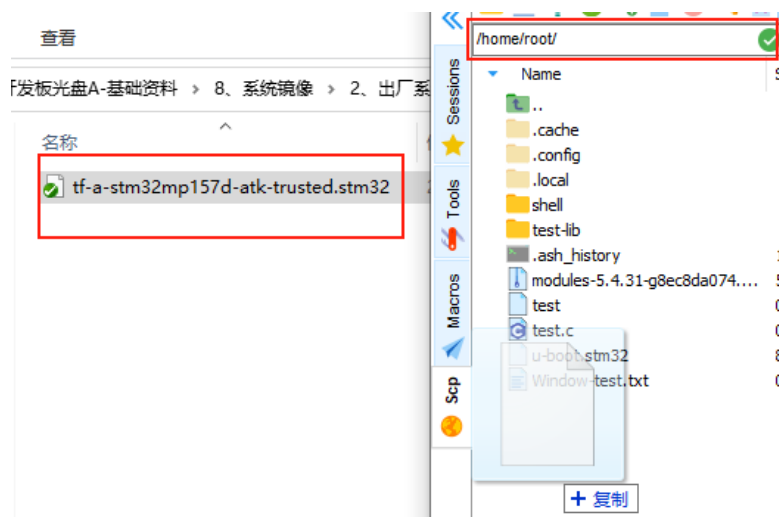 查看
开发板光盘A-基础资料 › 8、系统镜像 › 2、出厂系
名称
tf-a-stm32mp157d-atk-trusted.stm32
/home/root/
Sessions
Tools
Macros
Scp
Name
..
.cache
.config
.local
shell
test-lib
.ash_history
modules-5.4.31-g8ec8da074....
test
test.c
u-boot.stm32
Window-test.txt
+ 复制